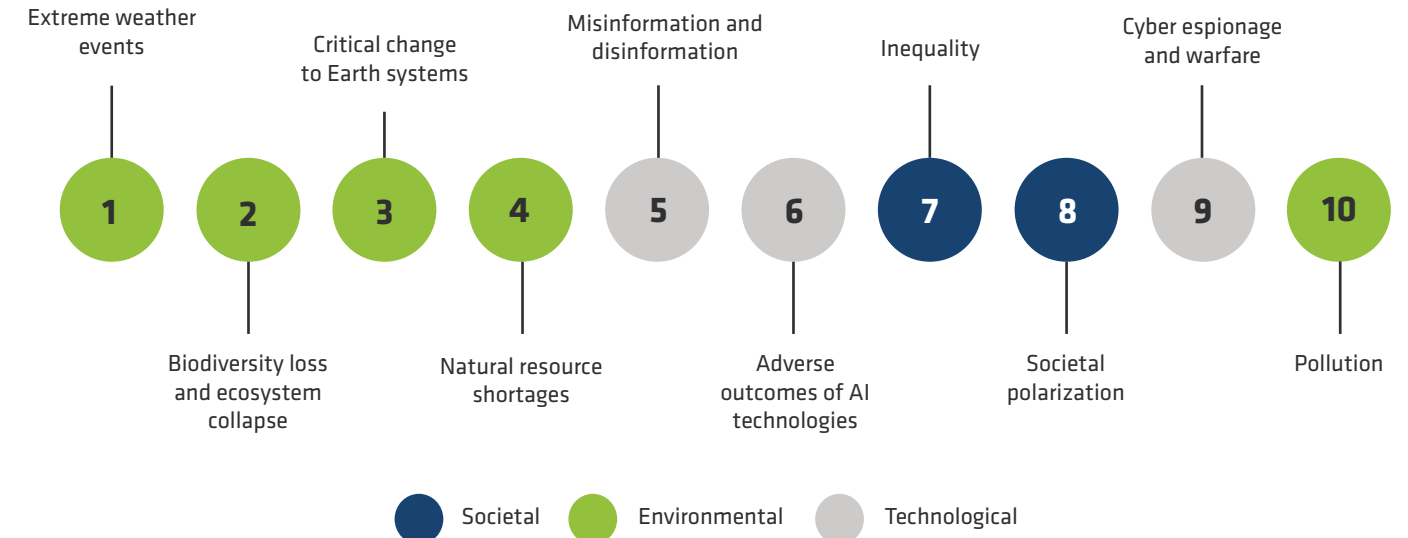 Extreme weather
events
Critical change
to Earth systems
Misinformation and
disinformation
Inequality
Cyber espionage
and warfare
1
2
3
4
5
6
7
8
9
10
Biodiversity loss
and ecosystem
collapse
Natural resource
shortages
Adverse
outcomes of AI
technologies
Societal
polarization
Pollution
Societal
Environmental
Technological